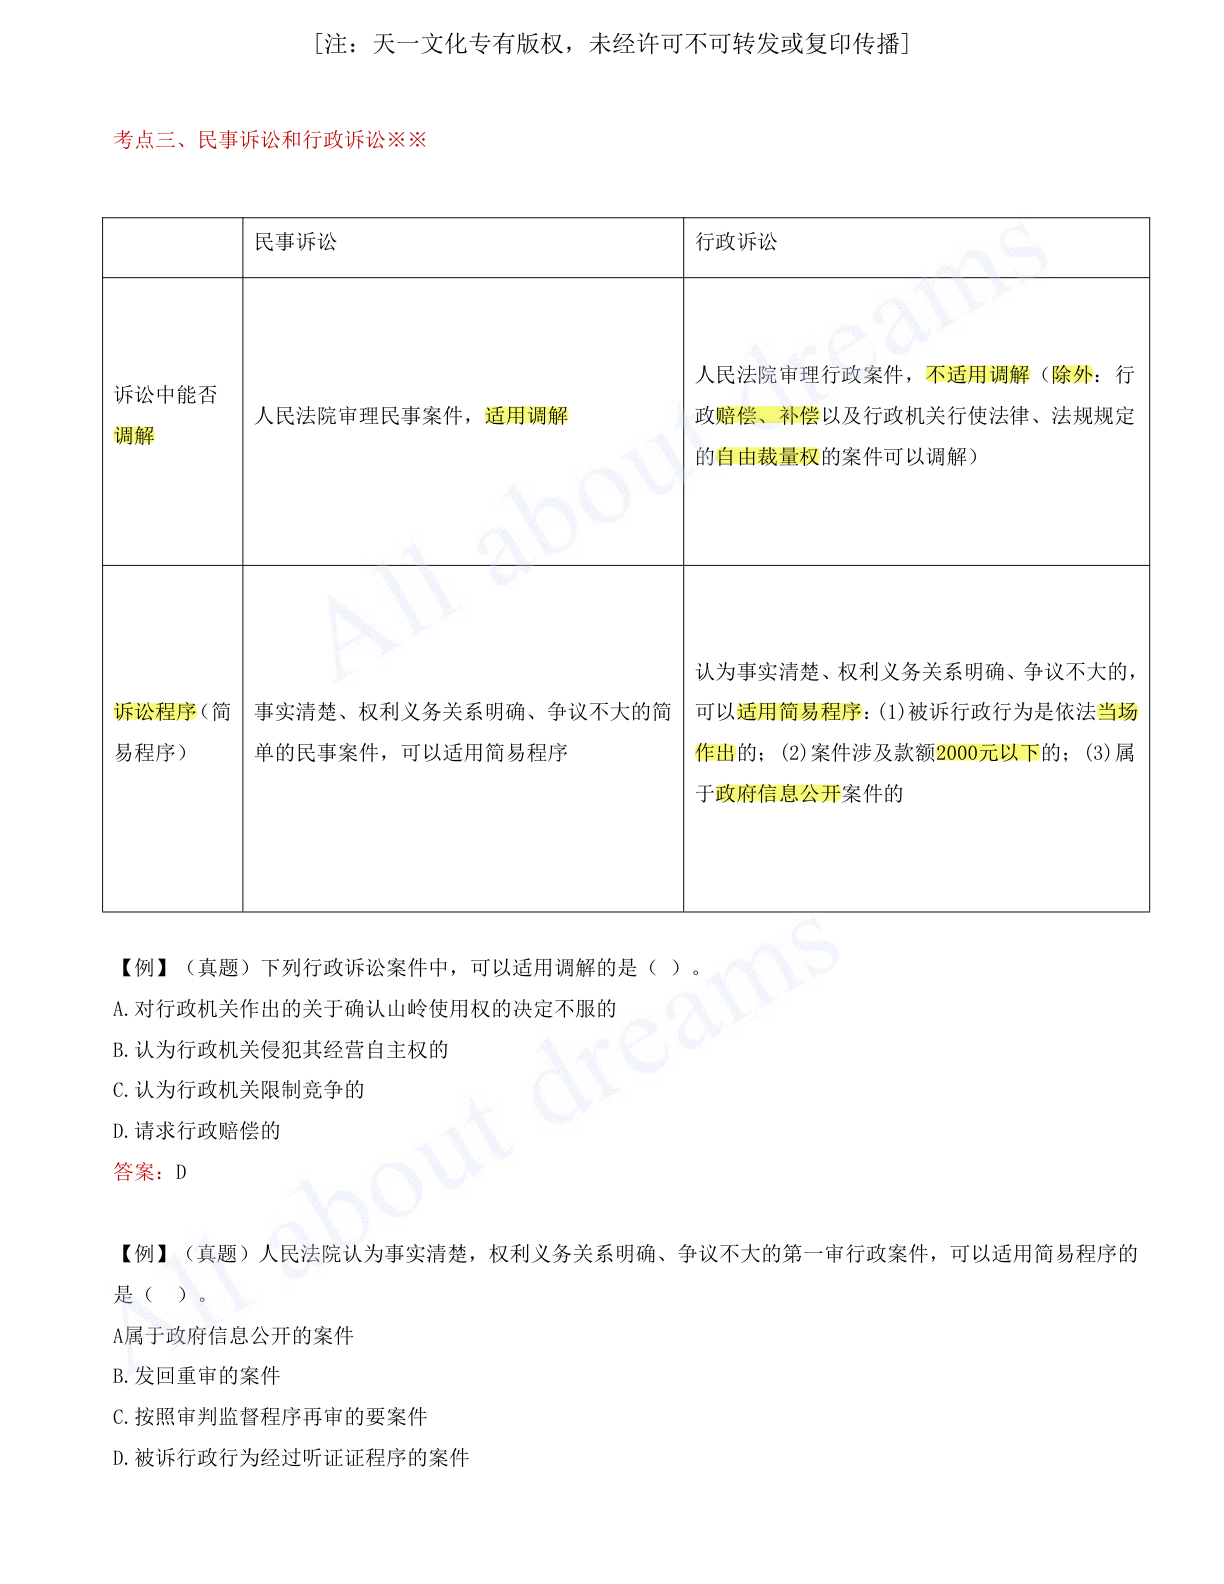 [注：天一文化专有版权，未经许可不可转发或复印传播]
考点三、民事诉讼和行政诉讼※※
民事诉讼
行政诉讼
诉讼中能否
调解
人民法院审理民事案件，适用调解
人民法院审理行政案件，不适用调解（除外：行
政赔偿、补偿以及行政机关行使法律、法规规定
的自由裁量权的案件可以调解）
诉讼程序（简
易程序）
事实清楚、权利义务关系明确、争议不大的简
单的民事案件，可以适用简易程序
认为事实清楚、权利义务关系明确、争议不大的，
可以适用简易程序：(1)被诉行政行为是依法当场
作出的；(2)案件涉及款额2000元以下的；(3)属
于政府信息公开案件的
【例】（真题）下列行政诉讼案件中，可以适用调解的是（ ）。
A.对行政机关作出的关于确认山岭使用权的决定不服的
B.认为行政机关侵犯其经营自主权的
C.认为行政机关限制竞争的
D.请求行政赔偿的
答案：D
【例】（真题）人民法院认为事实清楚，权利义务关系明确、争议不大的第一审行政案件，可以适用简易程序的
是（ ）。
A属于政府信息公开的案件
B.发回重审的案件
C.按照审判监督程序再审的要案件
D.被诉行政行为经过听证证程序的案件
All about dreams
All about dreams